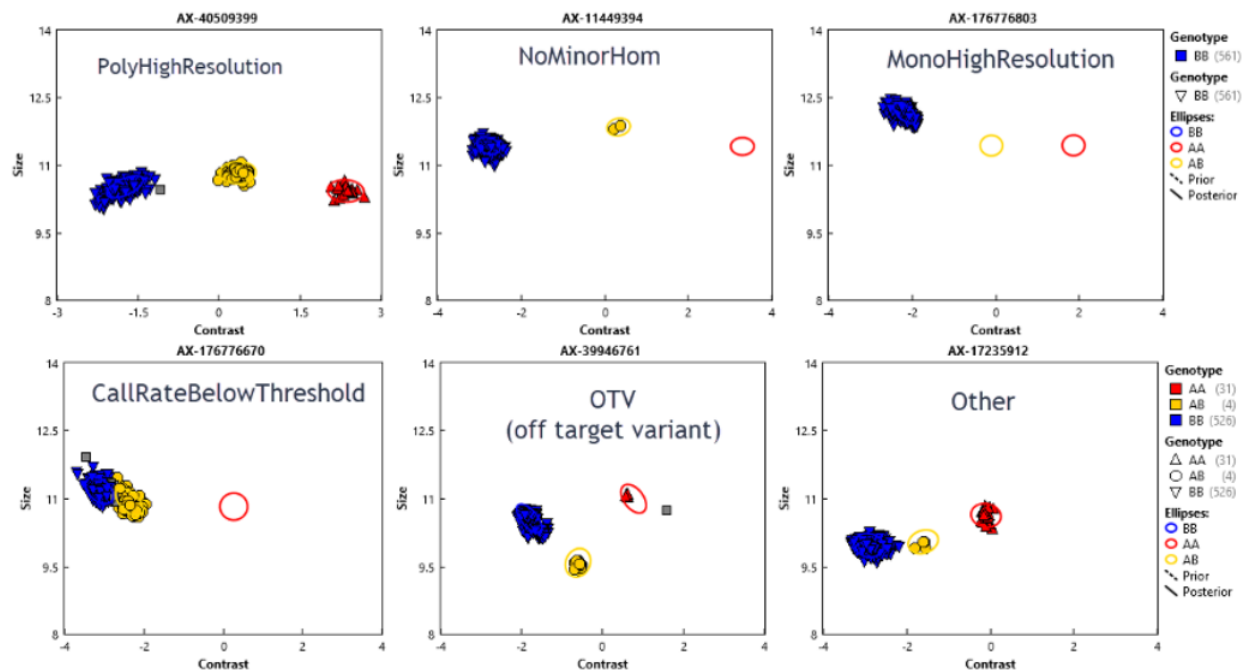 AX-40509399
14
12.5
11
9.5
8
Size
PolyHighResolution
-3
-1.5
0
1.5
3
Contrast
AX-11449394
14
12.5
11
9.5
8
Size
NoMinorHom
-4
-2
0
2
4
Contrast
AX-176776803
14
12.5
11
9.5
8
Size
MonoHighResolution
-4
-2
0
2
4
Contrast
Genotype
BB (561)
Genotype
BB (561)
Ellipses:
BB
AA
AB
Prior
Posterior
AX-176776670
14
12.5
11
9.5
8
Size
CallRateBelowThreshold
-4
-2
0
2
4
Contrast
AX-39946761
14
12.5
11
9.5
8
Size
OTV
(off target variant)
-4
-2
0
2
4
Contrast
AX-17235912
14
12.5
11
9.5
8
Size
Other
-4
-2
0
2
4
Contrast
Genotype
AA (31)
AB (4)
BB (526)
Genotype
AA (31)
AB (4)
BB (526)
Ellipses:
BB
AA
AB
Prior
Posterior